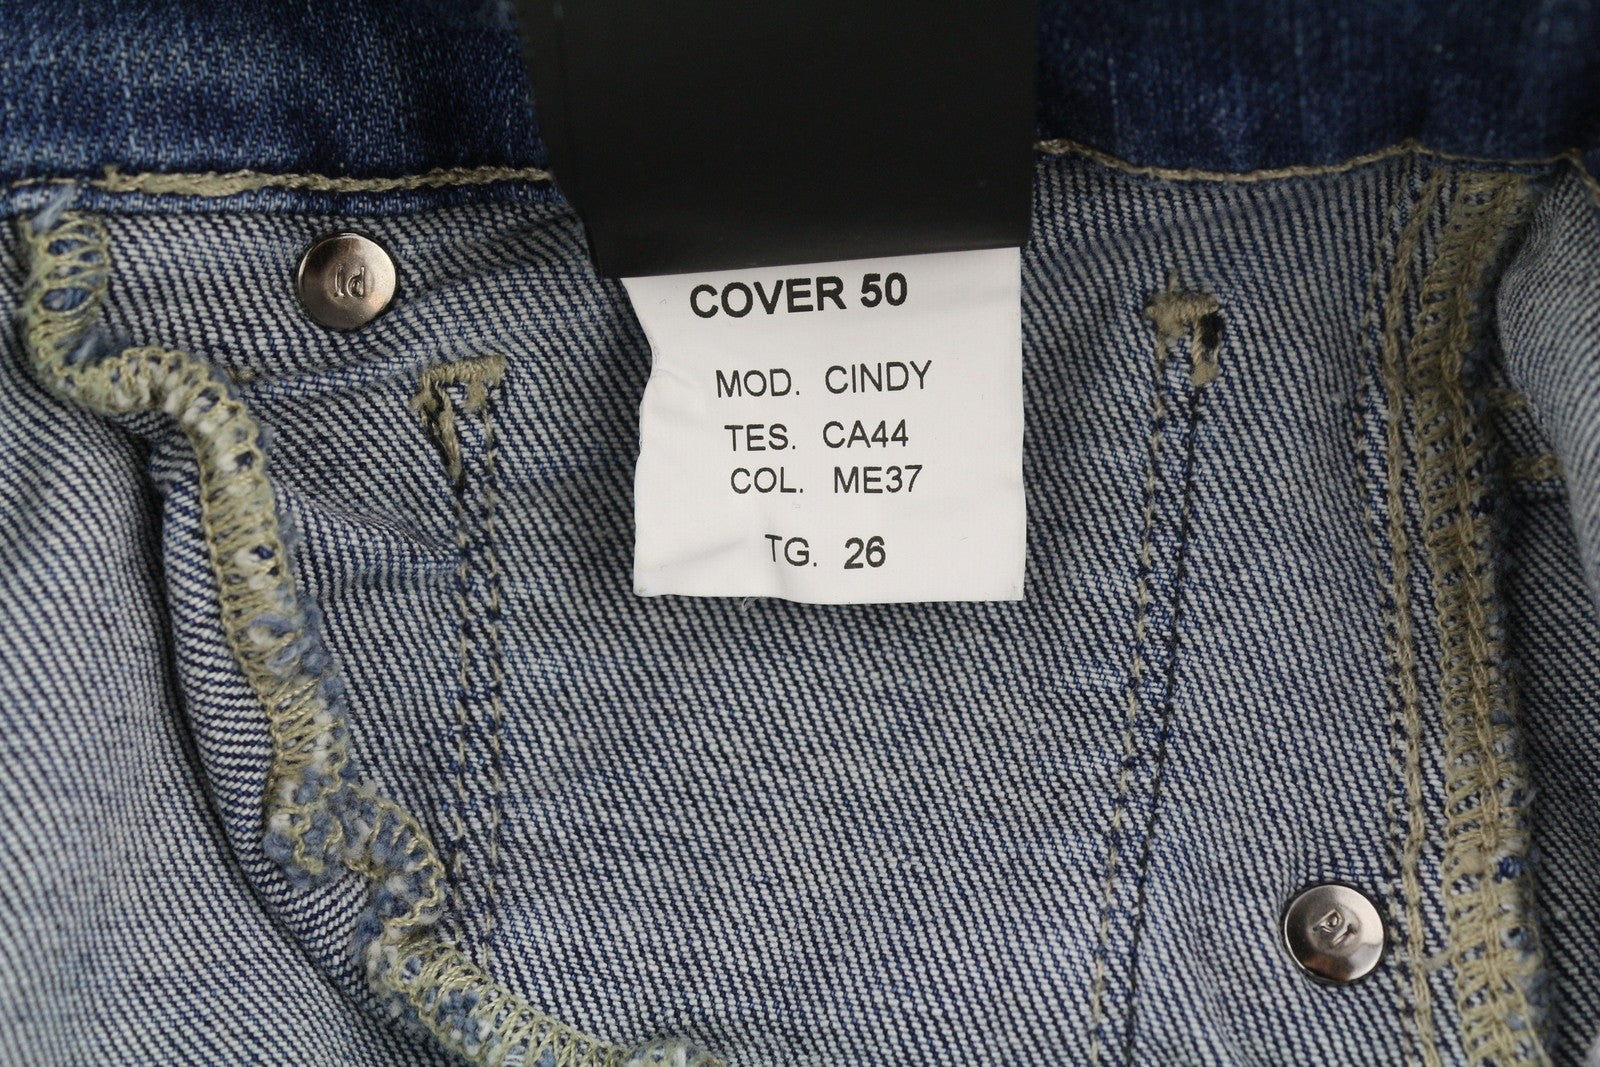 COVER 50
MOD. CINDY
TES. CA44
COL. ME37
TG. 26